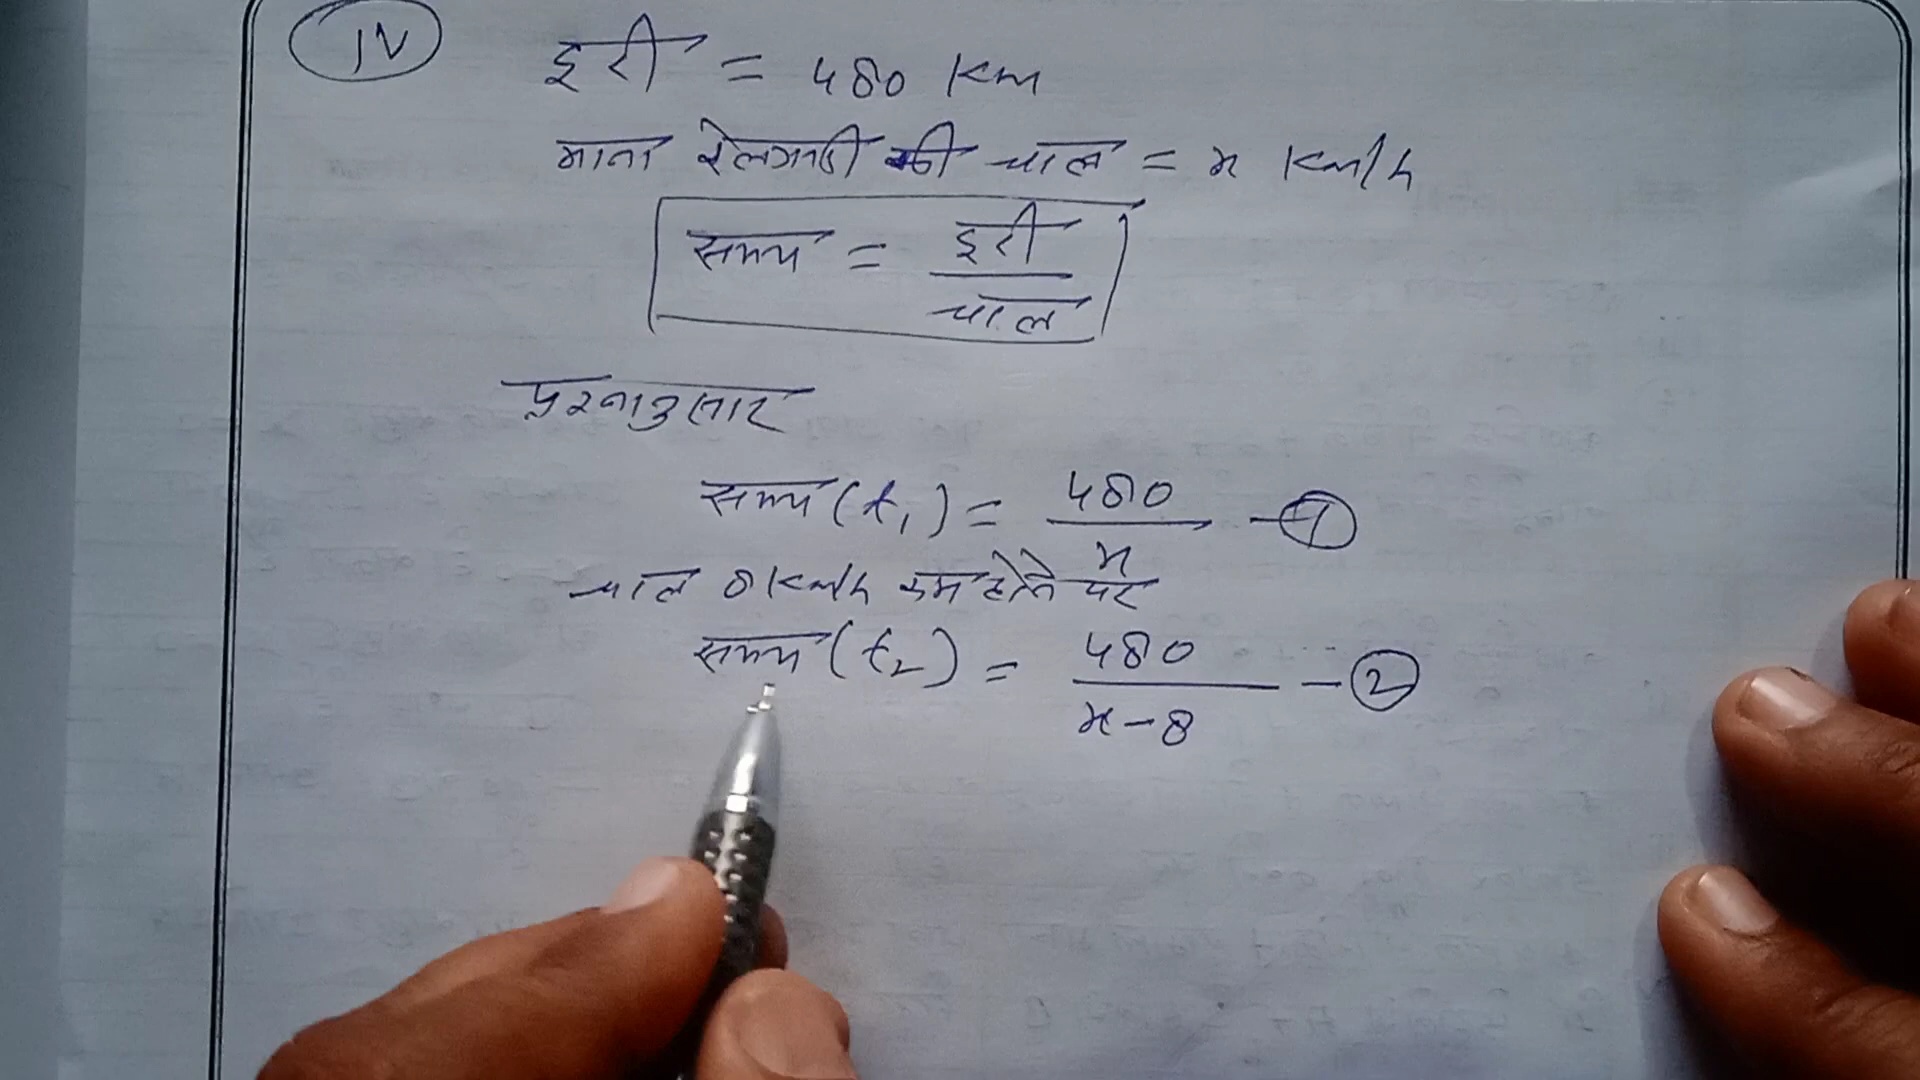 IV दूरी = 480 Km
माना रेलगाडी की चाल = x Km/h
समय = दूरी
चाल
प्रश्नानुसार
समय (t₁) = 480 — 1
x
चाल 8 Km/h कम होने पर
समय (t₂) = 480 — 2
x - 8